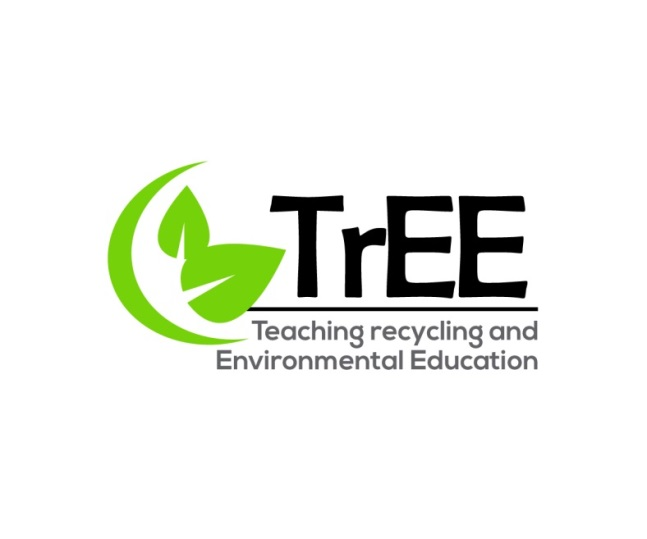 TrEE
Teaching recycling and
Environmental Education